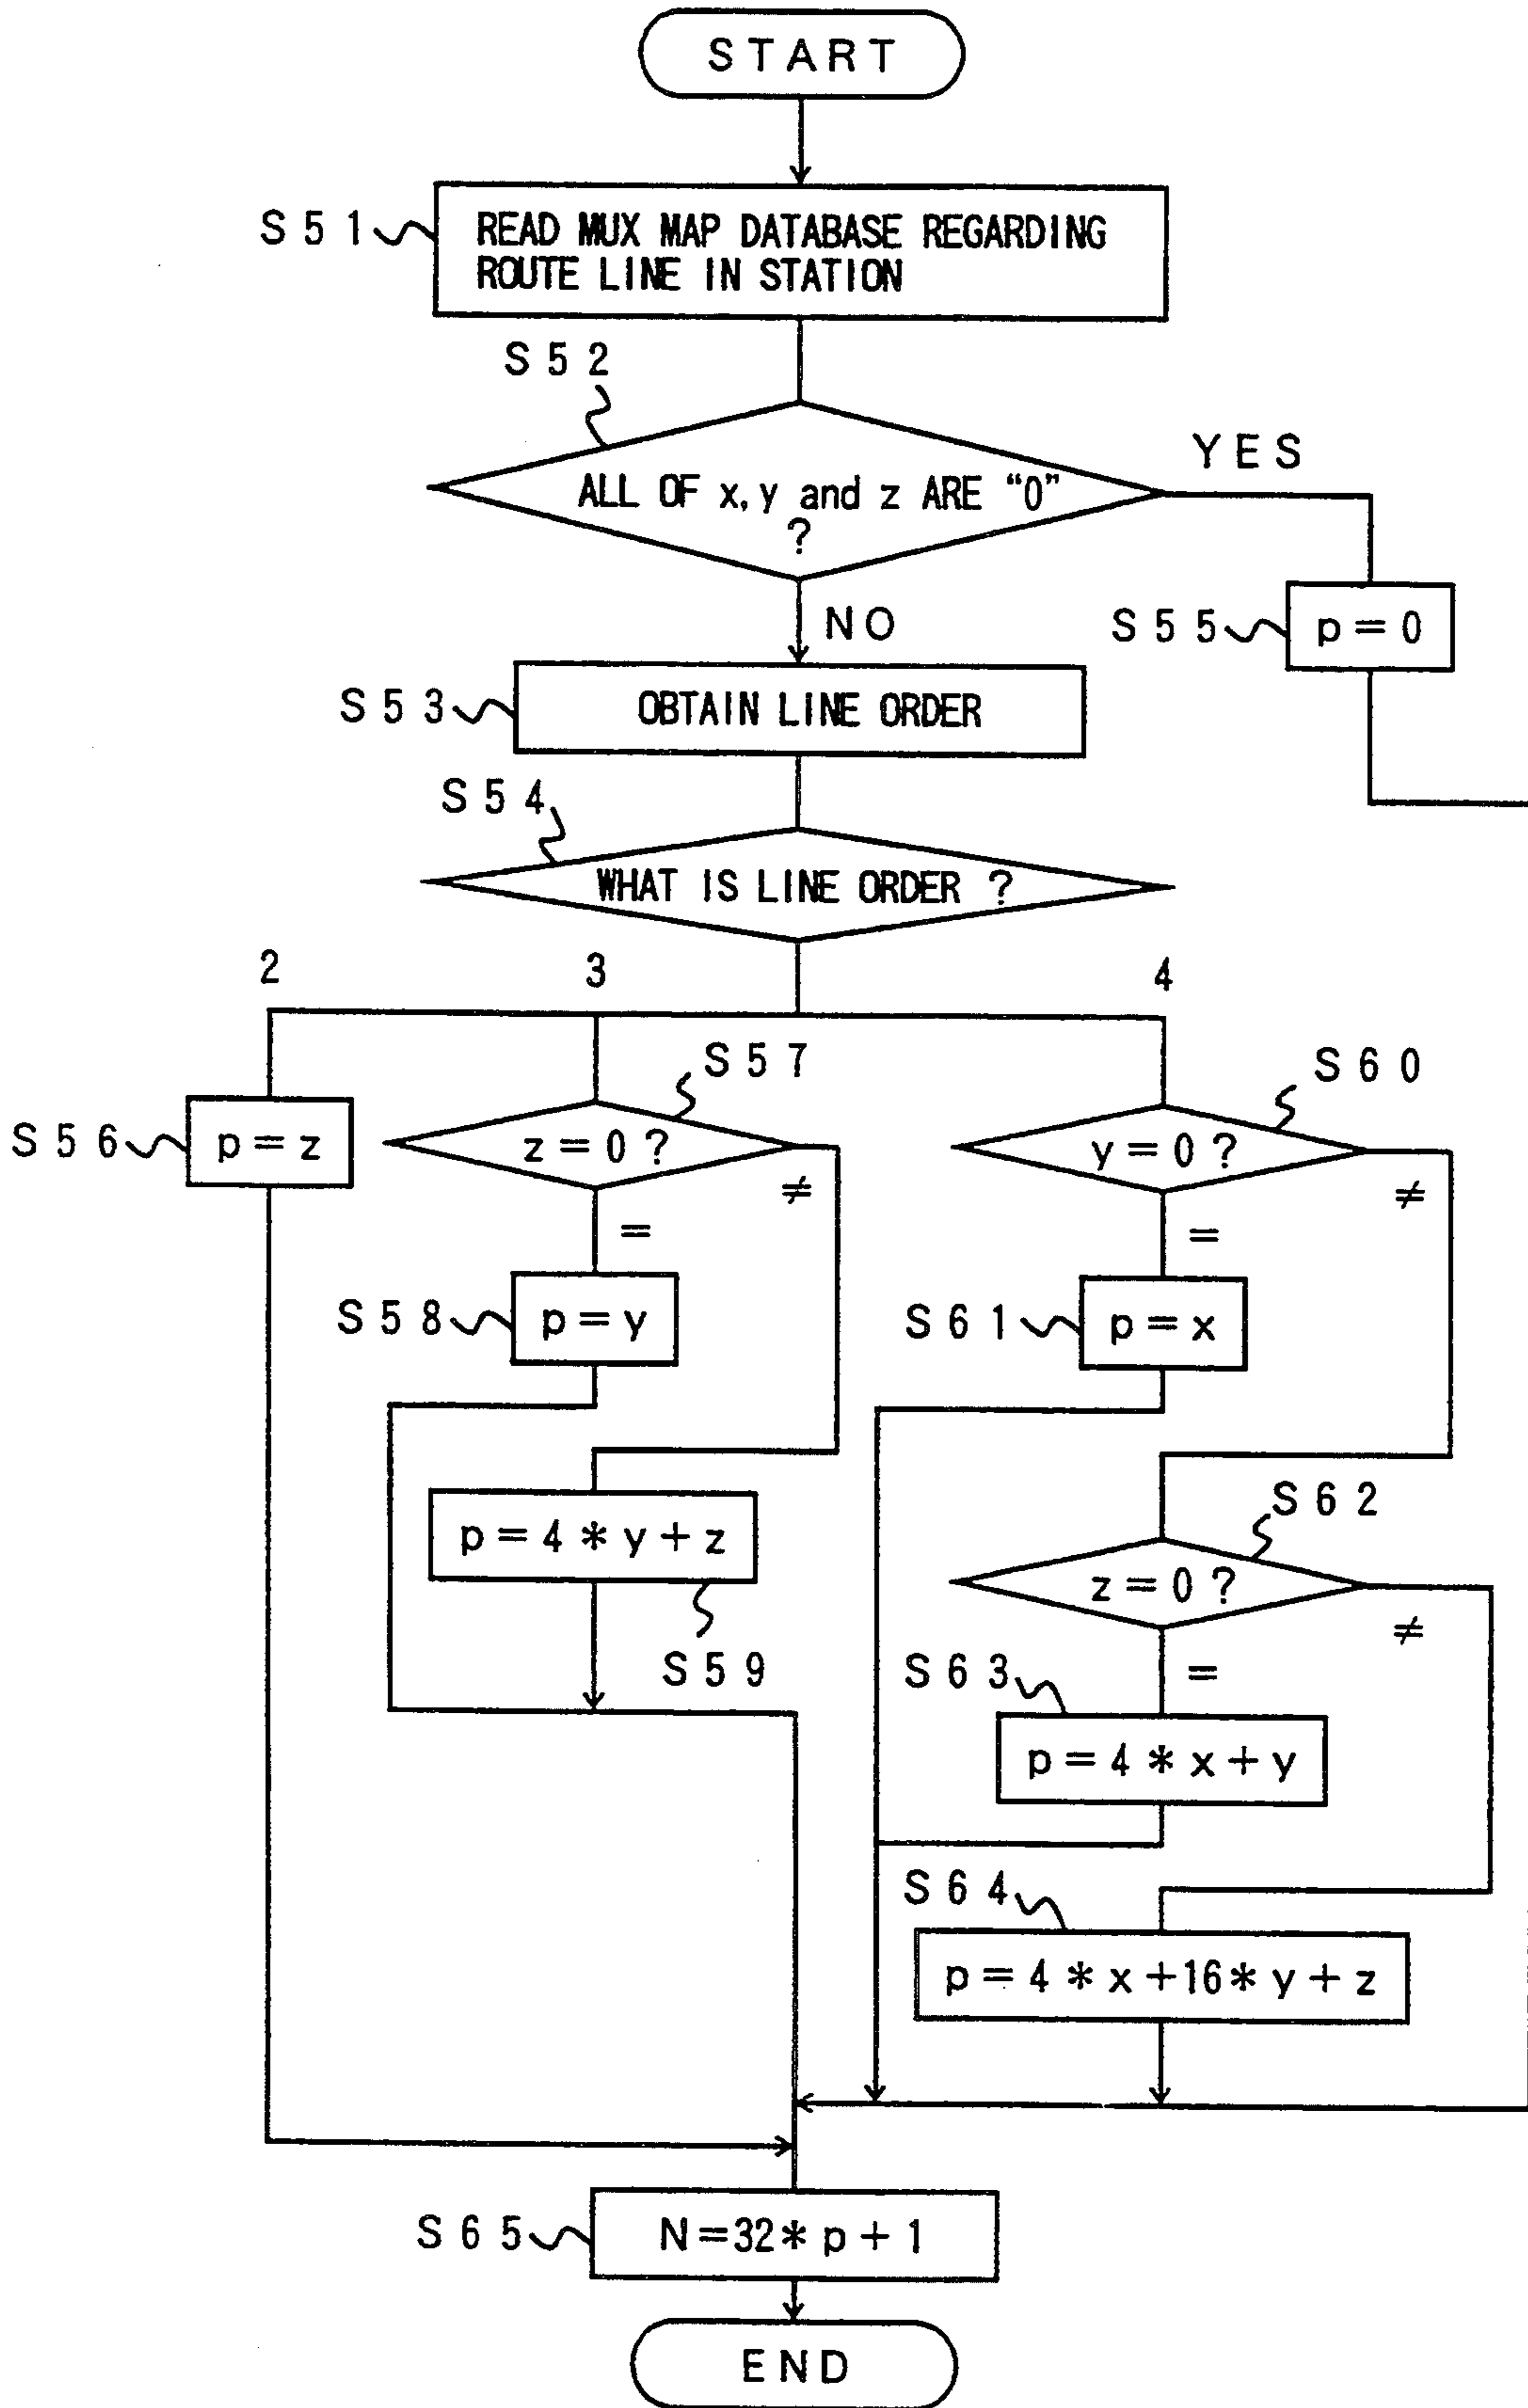 START
S51
READ MUX MAP DATABASE REGARDING
ROUTE LINE IN STATION
S52
ALL OF x, y and z ARE “0”
?
YES
NO
S55
p = 0
S53
OBTAIN LINE ORDER
S54
WHAT IS LINE ORDER ?
2
3
4
S56
p = z
S57
z = 0 ?
≠
=
S58
p = y
p = 4 * y + z
S59
S60
y = 0 ?
≠
=
S61
p = x
S62
z = 0 ?
≠
=
S63
p = 4 * x + y
S64
p = 4 * x +16* y + z
S65
N =32* p + 1
END